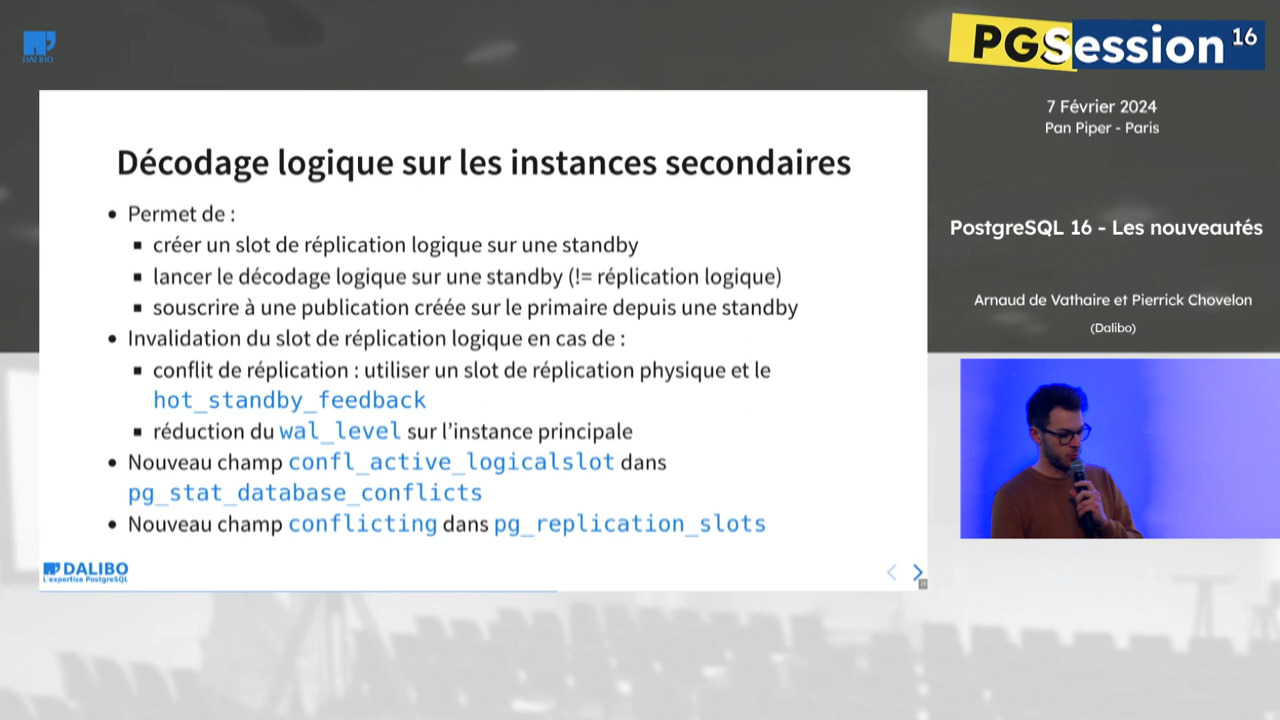 DALIBO
PGSession 16
7 Février 2024
Pan Piper - Paris
PostgreSQL 16 - Les nouveautés
Arnaud de Vathaire et Pierrick Chovelon
(Dalibo)
Décodage logique sur les instances secondaires
Permet de :
créer un slot de réplication logique sur une standby
lancer le décodage logique sur une standby (!= réplication logique)
souscrire à une publication créée sur le primaire depuis une standby
Invalidation du slot de réplication logique en cas de :
conflit de réplication : utiliser un slot de réplication physique et le
hot_standby_feedback
réduction du wal_level sur l’instance principale
Nouveau champ confl_active_logicalslot dans
pg_stat_database_conflicts
Nouveau champ conflicting dans pg_replication_slots
DALIBO
L'expertise PostgreSQL